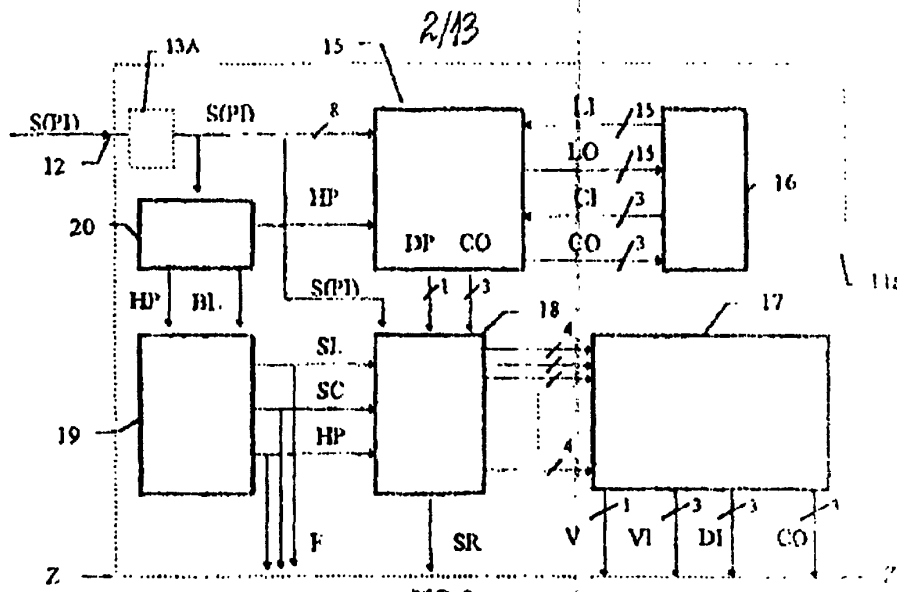 2/13
13A
15
S(PI)
S(PI)
8
LI
15
12
LO
15
CI
3
16
20
HP
DP CO
CO
3
HP
BL
S(PI)
1
3
18
17
SL
4
SC
19
HP
4
F
SR
V
1
VI
3
DI
3
CO
Z